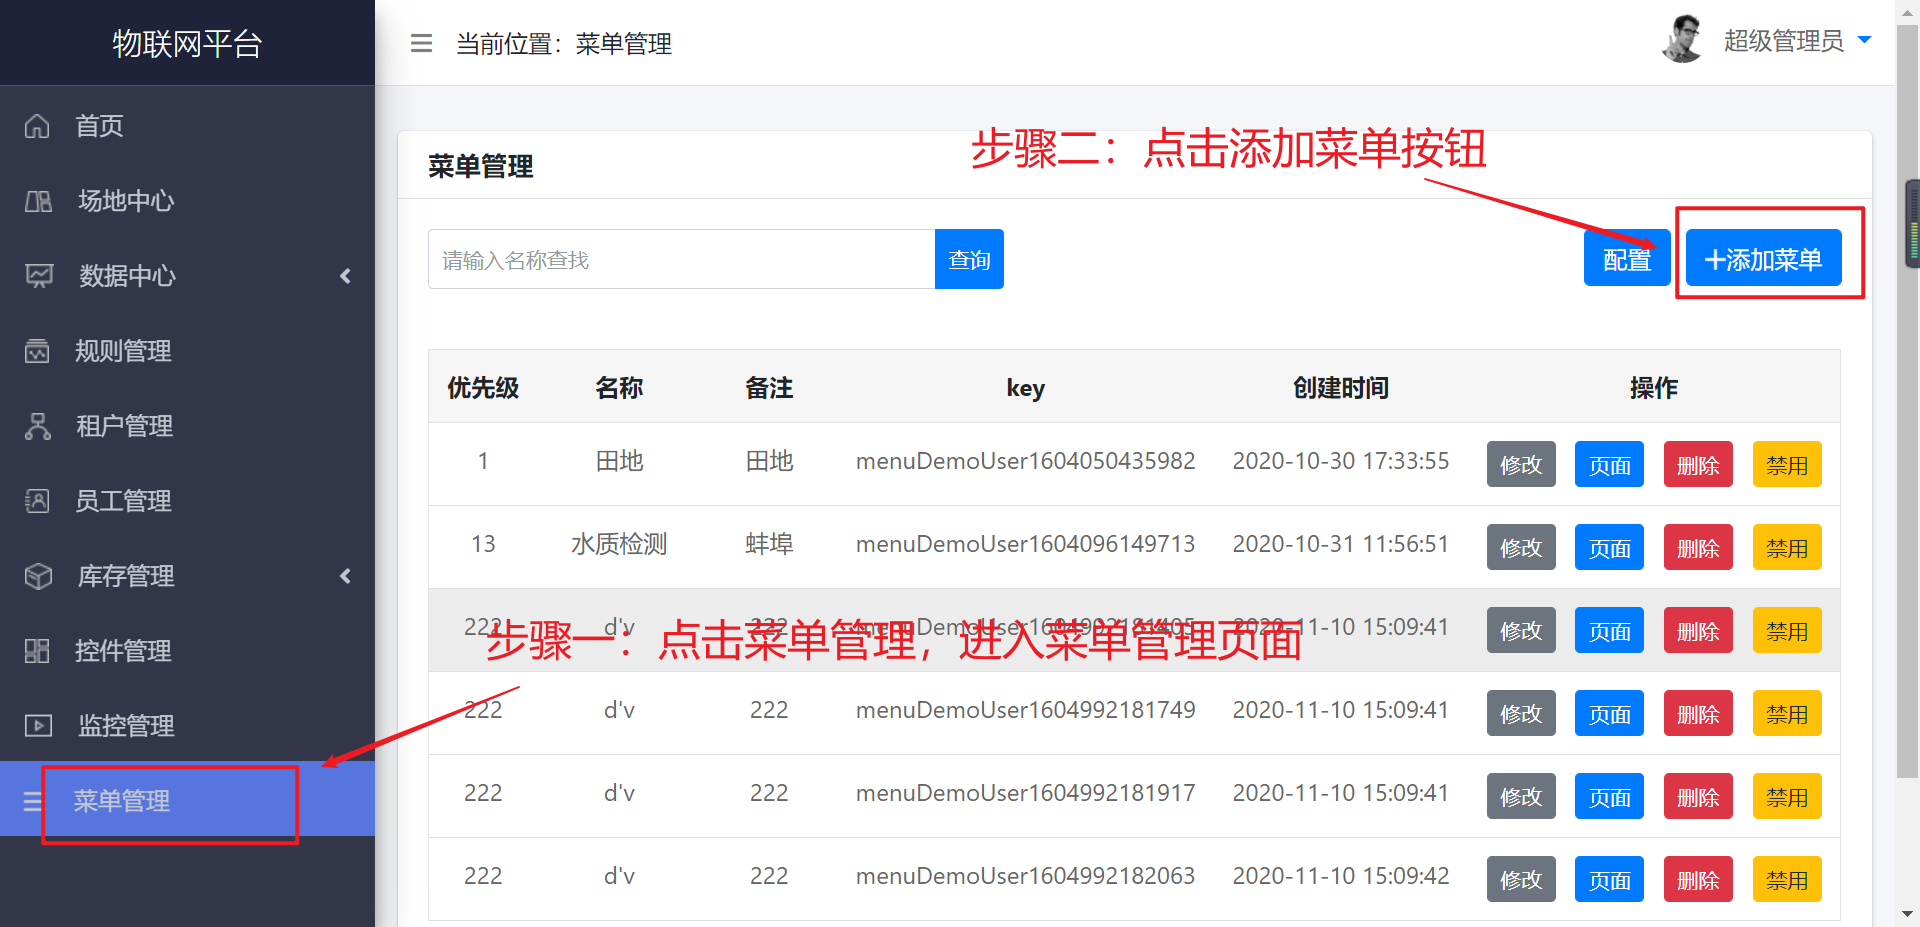 物联网平台
首页
场地中心
数据中心
规则管理
租户管理
员工管理
库存管理
控件管理
监控管理
菜单管理
当前位置：菜单管理
超级管理员
菜单管理
步骤二：点击添加菜单按钮
请输入名称查找 查询 配置 +添加菜单
优先级 名称 备注 key 创建时间 操作
1 田地 田地 menuDemoUser1604050435982 2020-10-30 17:33:55 修改 页面 删除 禁用
13 水质检测 蚌埠 menuDemoUser1604096149713 2020-10-31 11:56:51 修改 页面 删除 禁用
222 d'v 222 2020-11-10 15:09:41 修改 页面 删除 禁用
步骤一：点击菜单管理，进入菜单管理页面
222 d'v 222 menuDemoUser1604992181749 2020-11-10 15:09:41 修改 页面 删除 禁用
222 d'v 222 menuDemoUser1604992181917 2020-11-10 15:09:41 修改 页面 删除 禁用
222 d'v 222 menuDemoUser1604992182063 2020-11-10 15:09:42 修改 页面 删除 禁用